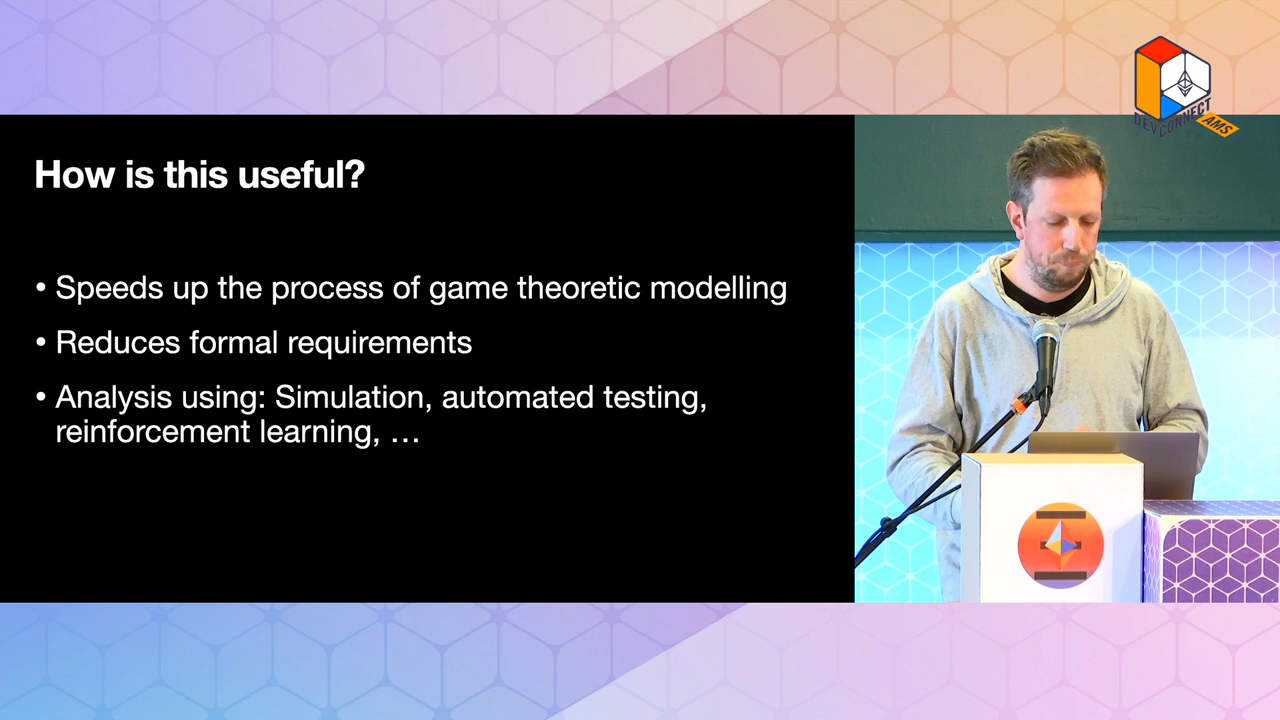 DEVCONNECT
AMS
How is this useful?
• Speeds up the process of game theoretic modelling
• Reduces formal requirements
• Analysis using: Simulation, automated testing,
reinforcement learning, …